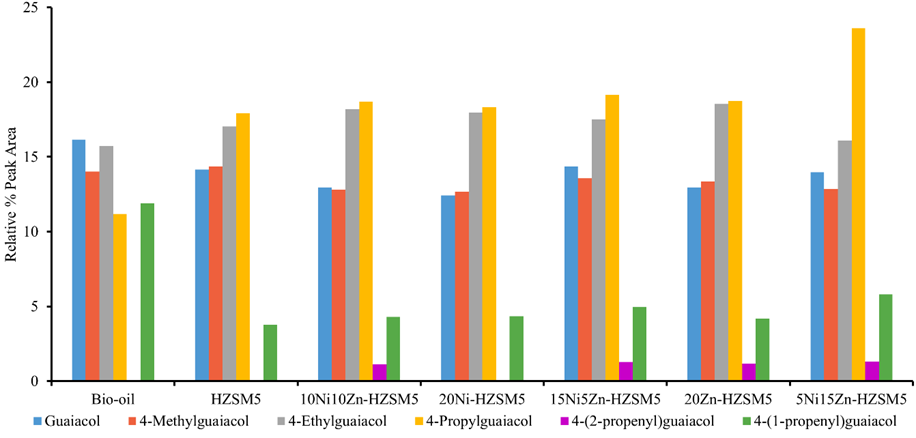 Relative % Peak Area
25
20
15
10
5
0
Bio-oil HZSM5 10Ni10Zn-HZSM5 20Ni-HZSM5 15Ni5Zn-HZSM5 20Zn-HZSM5 5Ni15Zn-HZSM5
Guaiacol 4-Methylguaiacol 4-Ethylguaiacol 4-Propylguaiacol 4-(2-propenyl)guaiacol 4-(1-propenyl)guaiacol